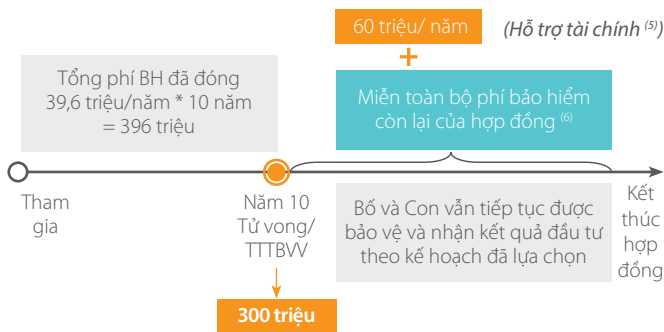 60 triệu/ năm
(Hỗ trợ tài chính (5))
+
Tổng phí BH đã đóng
39,6 triệu/năm * 10 năm
= 396 triệu
Miễn toàn bộ phí bảo hiểm
còn lại của hợp đồng (6)
Tham
gia
Năm 10
Tử vong/
TTTBVV
Bố và Con vẫn tiếp tục được
bảo vệ và nhận kết quả đầu tư
theo kế hoạch đã lựa chọn
Kết
thúc
hợp
đồng
300 triệu